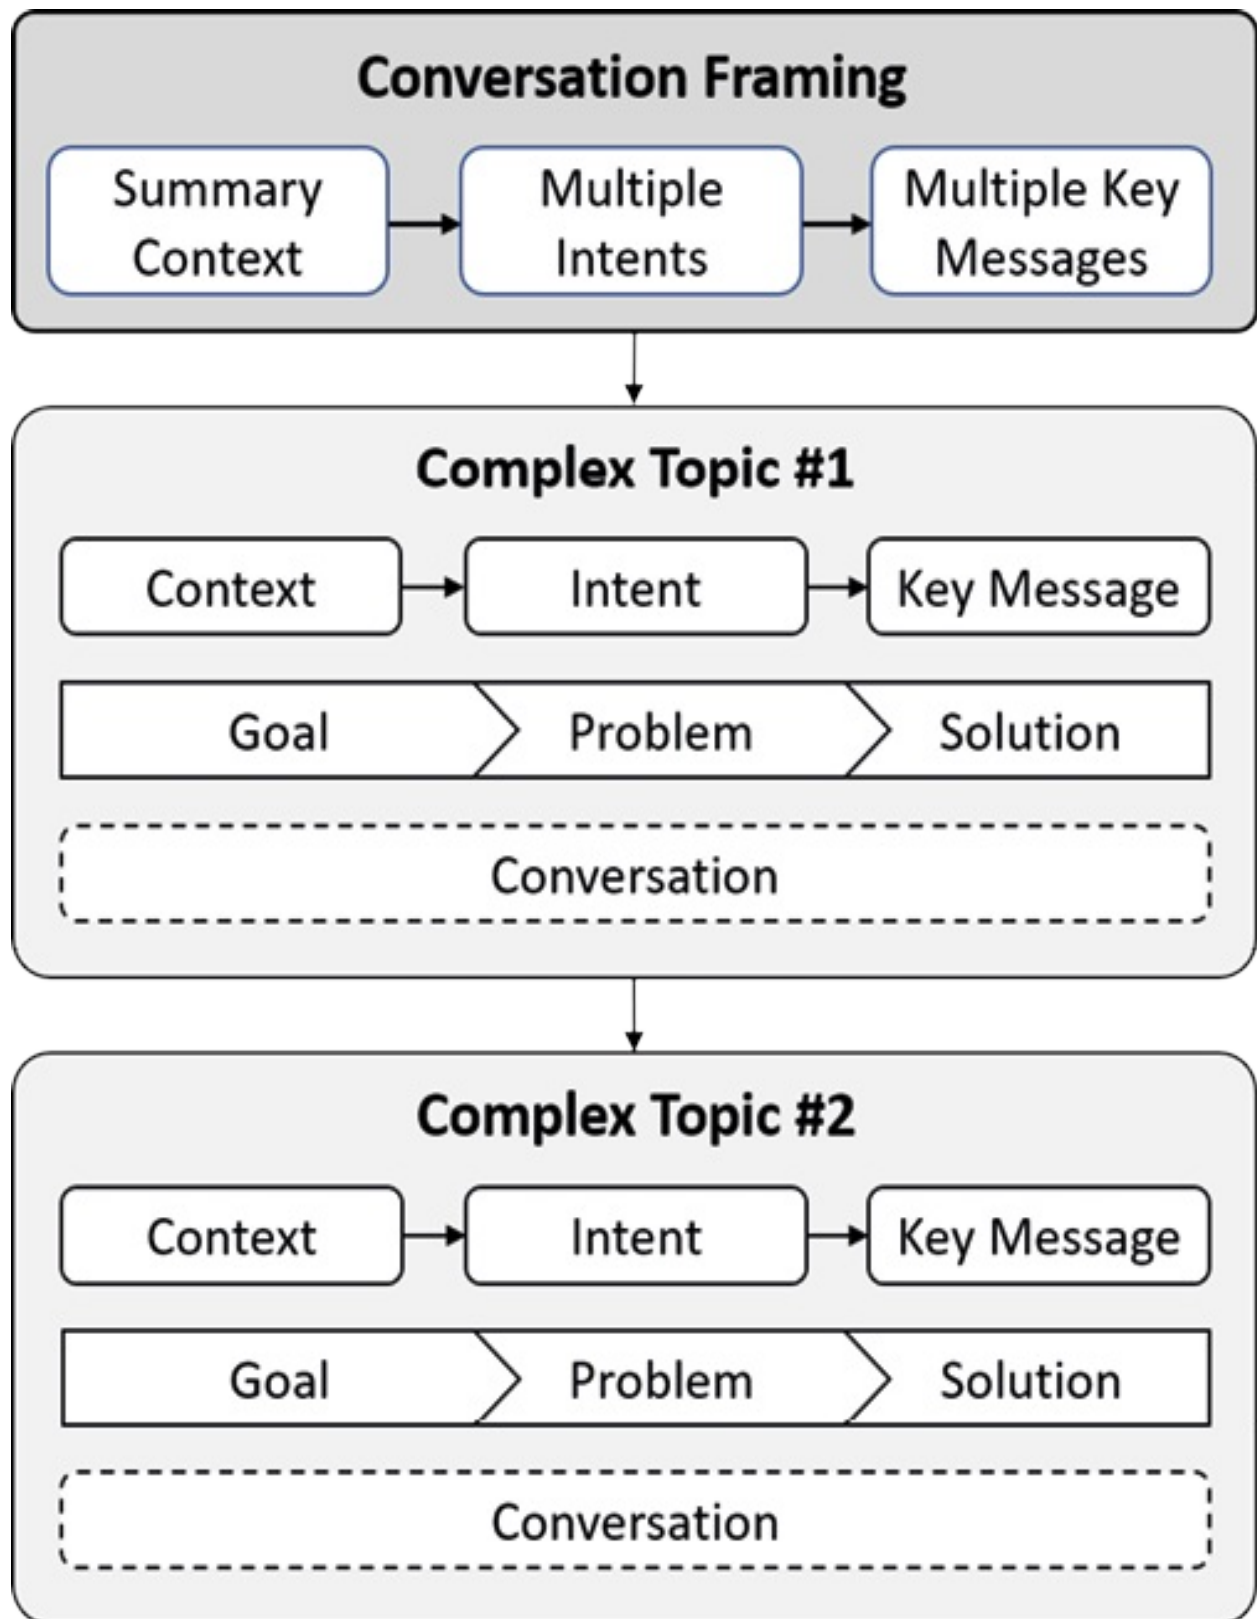 Conversation Framing
Summary
Context
Multiple
Intents
Multiple Key
Messages
Complex Topic #1
Context
Intent
Key Message
Goal
Problem
Solution
Conversation
Complex Topic #2
Context
Intent
Key Message
Goal
Problem
Solution
Conversation